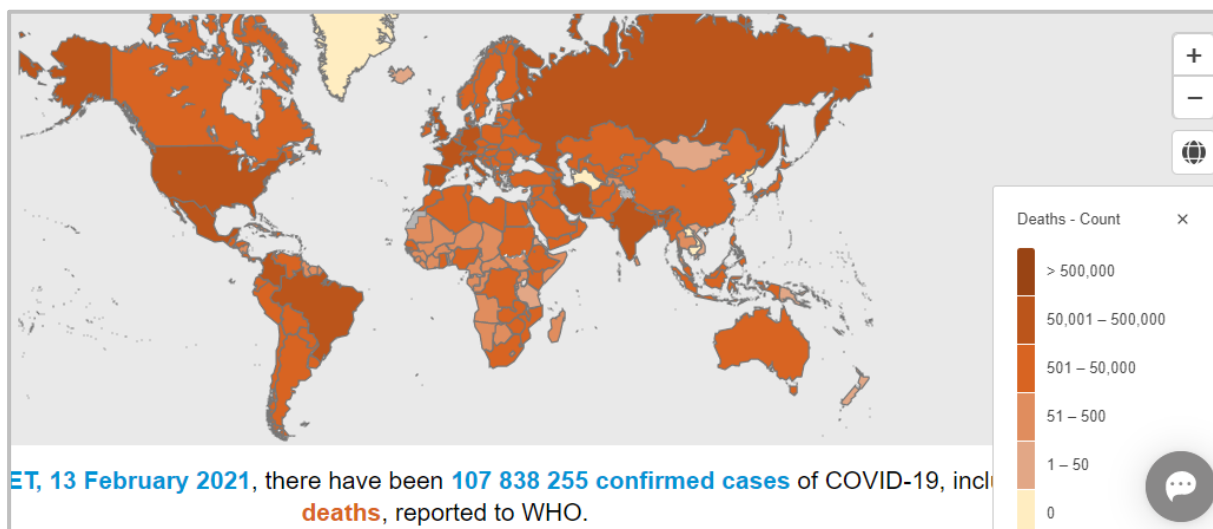 +
−
Deaths - Count ×
> 500,000
50,001 – 500,000
501 – 50,000
51 – 500
1 – 50
0
ET, 13 February 2021, there have been 107 838 255 confirmed cases of COVID-19, inclu
deaths, reported to WHO.